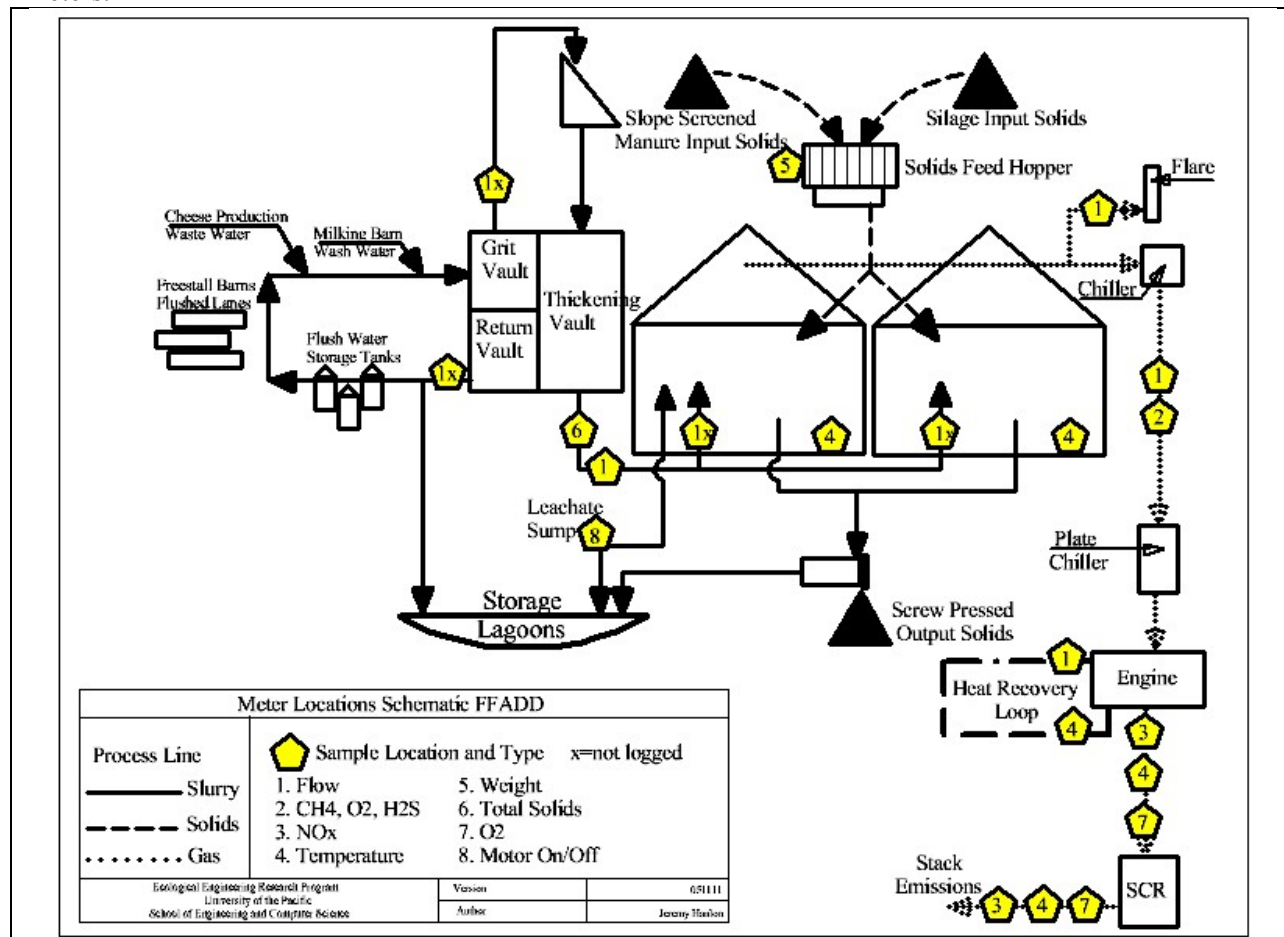 Slope Screened
Manure Input Solids
Silage Input Solids
5
Solids Feed Hopper
Flare
1
1x
Cheese Production
Waste Water
Milking Barn
Wash Water
Grit
Vault
Thickening
Vault
Return
Vault
Chiller
Freestall Barns
Flushed Lanes
Flush Water
Storage Tanks
1x
1
2
6
1x
4
1x
4
1
Leachate
Sump
8
Plate
Chiller
Storage
Lagoons
Screw Pressed
Output Solids
1
Engine
Heat Recovery
Loop
4
3
4
7
Stack
Emissions
3
4
7
SCR
Meter Locations Schematic FFADD
Process Line
Slurry
Solids
Gas
Sample Location and Type x=not logged
1. Flow
2. CH4, O2, H2S
3. NOx
4. Temperature
5. Weight
6. Total Solids
7. O2
8. Motor On/Off
Ecological Engineering Research Program
University of the Pacific
School of Engineering and Computer Science
Version
051111
Author
Jeremy Hanlon